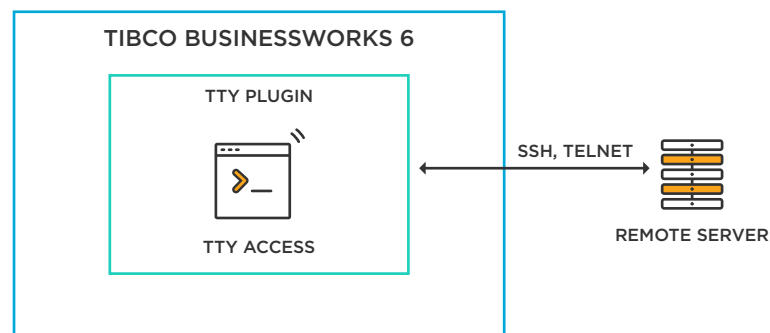 TIBCO BUSINESSWORKS 6
TTY PLUGIN
TTY ACCESS
SSH, TELNET
REMOTE SERVER